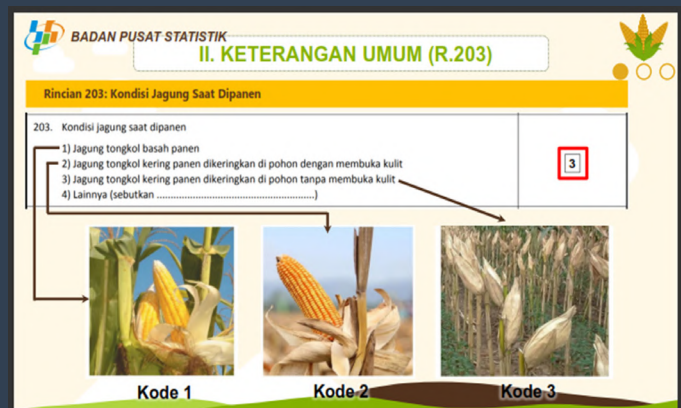 BADAN PUSAT STATISTIK
II. KETERANGAN UMUM (R.203)
Rincian 203: Kondisi Jagung Saat Dipanen
203. Kondisi jagung saat dipanen
1) Jagung tongkol basah panen
2) Jagung tongkol kering panen dikeringkan di pohon dengan membuka kulit
3) Jagung tongkol kering panen dikeringkan di pohon tanpa membuka kulit
4) Lainnya (sebutkan ......................................................)
3
Kode 1
Kode 2
Kode 3